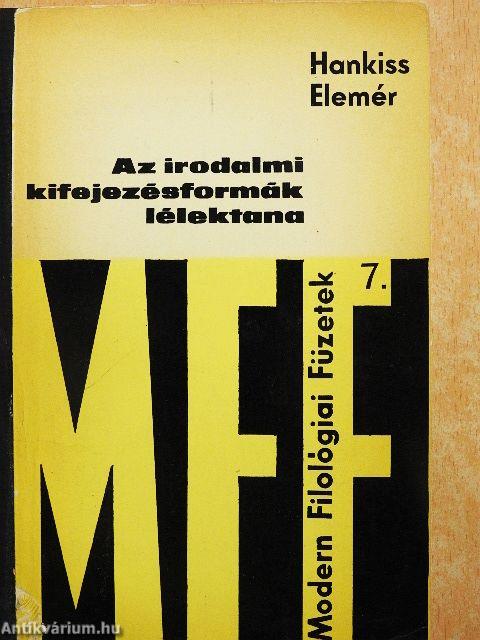 Hankiss
Elemér
Az irodalmi
kifejezésformák
lélektana
7.
MFF
Modern Filológiai Füzetek
Antikvárium.hu